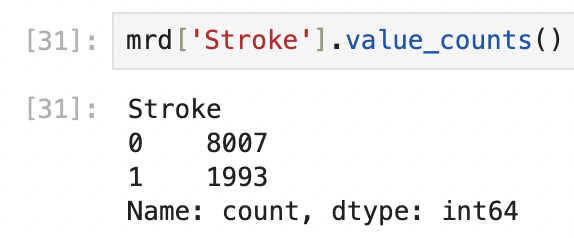 [31]: mrd['Stroke'].value_counts()
[31]: Stroke
0    8007
1    1993
Name: count, dtype: int64